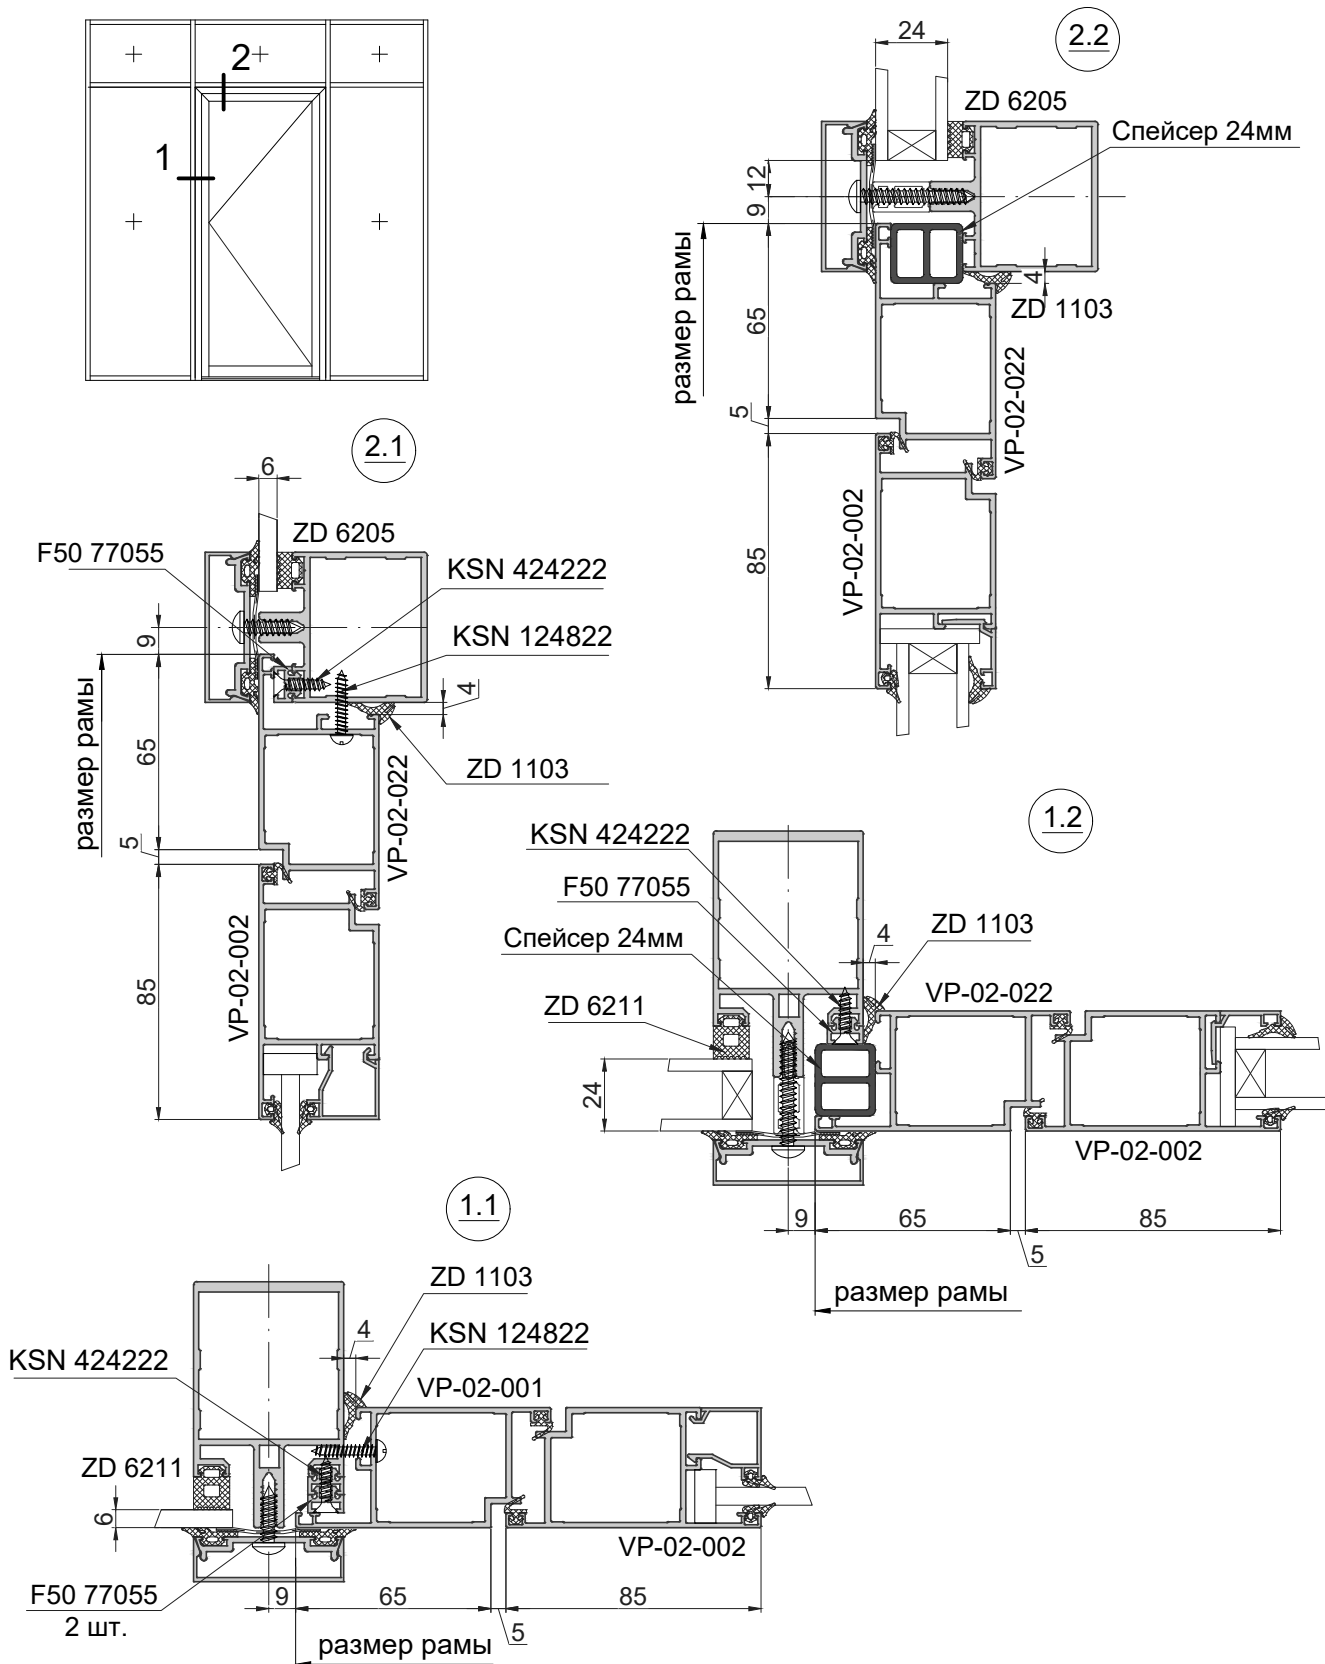 2
1
2.2
24
ZD 6205
Спейсер 24мм
12
9
размер рамы
65
4
ZD 1103
VP-02-022
5
VP-02-002
85
2.1
6
ZD 6205
F50 77055
KSN 424222
KSN 124822
9
4
размер рамы
65
ZD 1103
VP-02-022
5
VP-02-002
85
1.2
KSN 424222
F50 77055
Спейсер 24мм
ZD 1103
4
VP-02-022
ZD 6211
24
VP-02-002
9
65
85
5
размер рамы
1.1
ZD 1103
4
KSN 124822
KSN 424222
VP-02-001
ZD 6211
6
VP-02-002
F50 77055
2 шт.
9
65
85
5
размер рамы